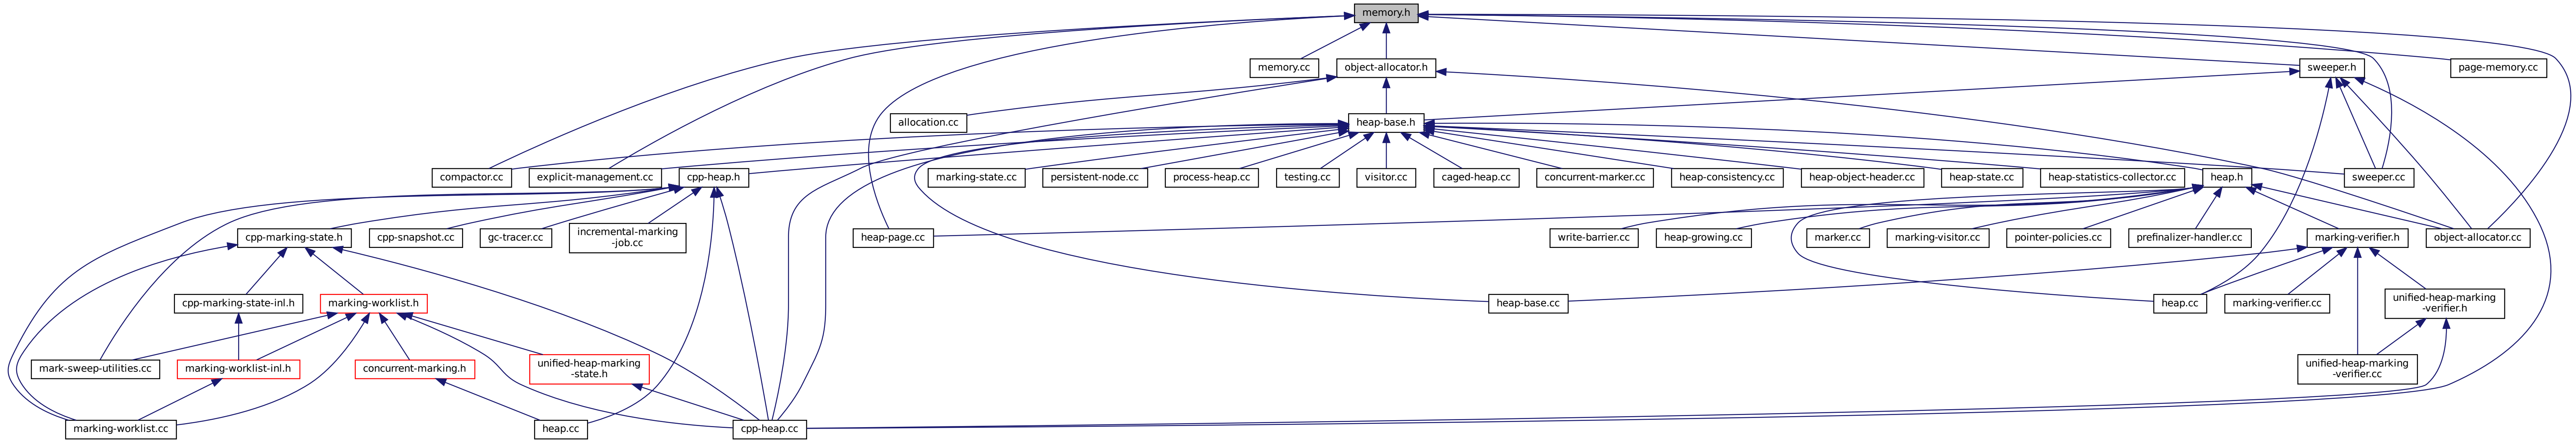 memory.h
memory.cc
object-allocator.h
sweeper.h
page-memory.cc
allocation.cc
heap-base.h
compactor.cc
explicit-management.cc
cpp-heap.h
marking-state.cc
persistent-node.cc
process-heap.cc
testing.cc
visitor.cc
caged-heap.cc
concurrent-marker.cc
heap-consistency.cc
heap-object-header.cc
heap-state.cc
heap-statistics-collector.cc
heap.h
sweeper.cc
cpp-marking-state.h
cpp-snapshot.cc
gc-tracer.cc
incremental-marking
-job.cc
heap-page.cc
write-barrier.cc
heap-growing.cc
marker.cc
marking-visitor.cc
pointer-policies.cc
prefinalizer-handler.cc
marking-verifier.h
object-allocator.cc
cpp-marking-state-inl.h
marking-worklist.h
heap-base.cc
heap.cc
marking-verifier.cc
unified-heap-marking
-verifier.h
mark-sweep-utilities.cc
marking-worklist-inl.h
concurrent-marking.h
unified-heap-marking
-state.h
unified-heap-marking
-verifier.cc
marking-worklist.cc
heap.cc
cpp-heap.cc